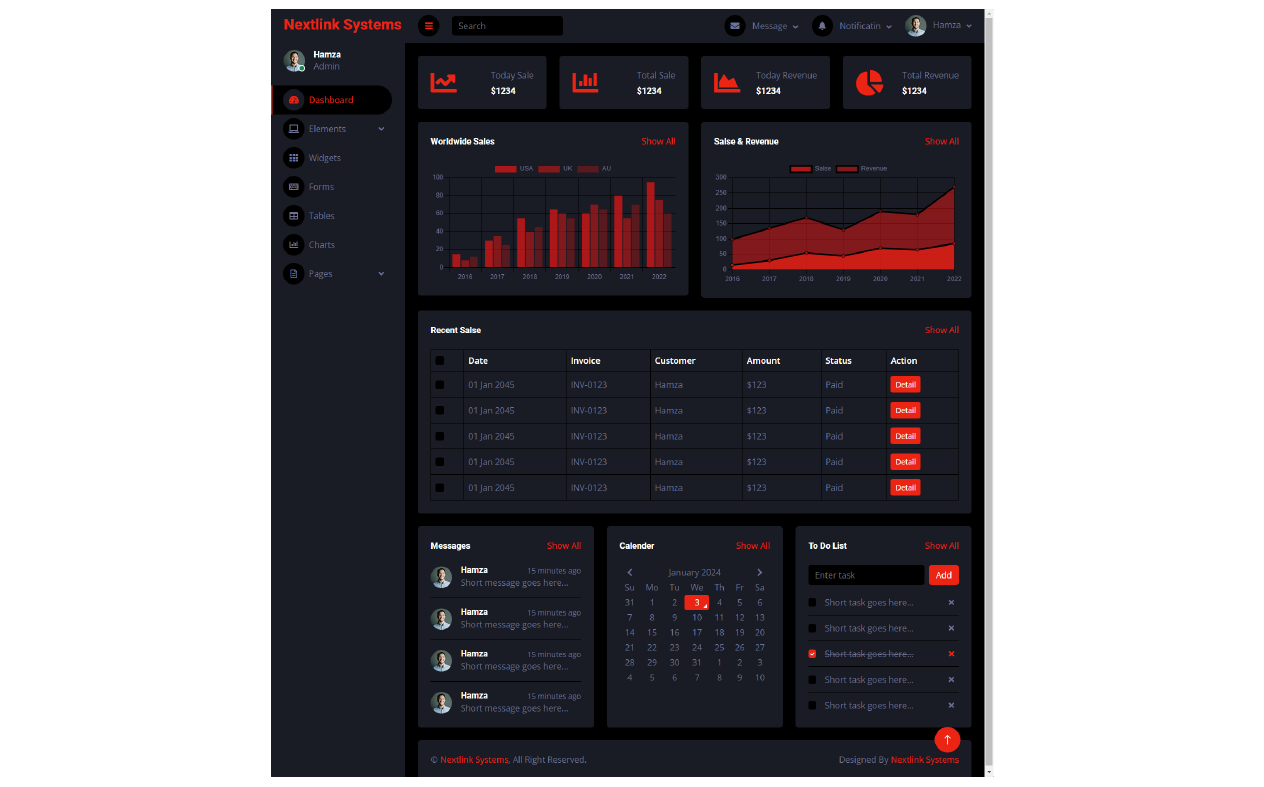 Nextlink Systems
Search
Message
Notificatin
Hamza
Hamza
Admin
Dashboard
Elements
Widgets
Forms
Tables
Charts
Pages
Today Sale
$1234
Total Sale
$1234
Today Revenue
$1234
Total Revenue
$1234
Worldwide Sales Show All
USA UK AU
100
80
60
40
20
0
2016 2017 2018 2019 2020 2021 2022
Salse & Revenue Show All
Salse Revenue
300
250
200
150
100
50
0
2016 2017 2018 2019 2020 2021 2022
Recent Salse Show All
Date Invoice Customer Amount Status Action
01 Jan 2045 INV-0123 Hamza $123 Paid Detail
01 Jan 2045 INV-0123 Hamza $123 Paid Detail
01 Jan 2045 INV-0123 Hamza $123 Paid Detail
01 Jan 2045 INV-0123 Hamza $123 Paid Detail
01 Jan 2045 INV-0123 Hamza $123 Paid Detail
Messages Show All
Hamza 15 minutes ago
Short message goes here...
Hamza 15 minutes ago
Short message goes here...
Hamza 15 minutes ago
Short message goes here...
Hamza 15 minutes ago
Short message goes here...
Calender Show All
January 2024
Su Mo Tu We Th Fr Sa
31 1 2 3 4 5 6
7 8 9 10 11 12 13
14 15 16 17 18 19 20
21 22 23 24 25 26 27
28 29 30 31 1 2 3
4 5 6 7 8 9 10
To Do List Show All
Enter task Add
Short task goes here...
Short task goes here...
Short task goes here...
Short task goes here...
Short task goes here...
© Nextlink Systems, All Right Reserved.
Designed By Nextlink Systems